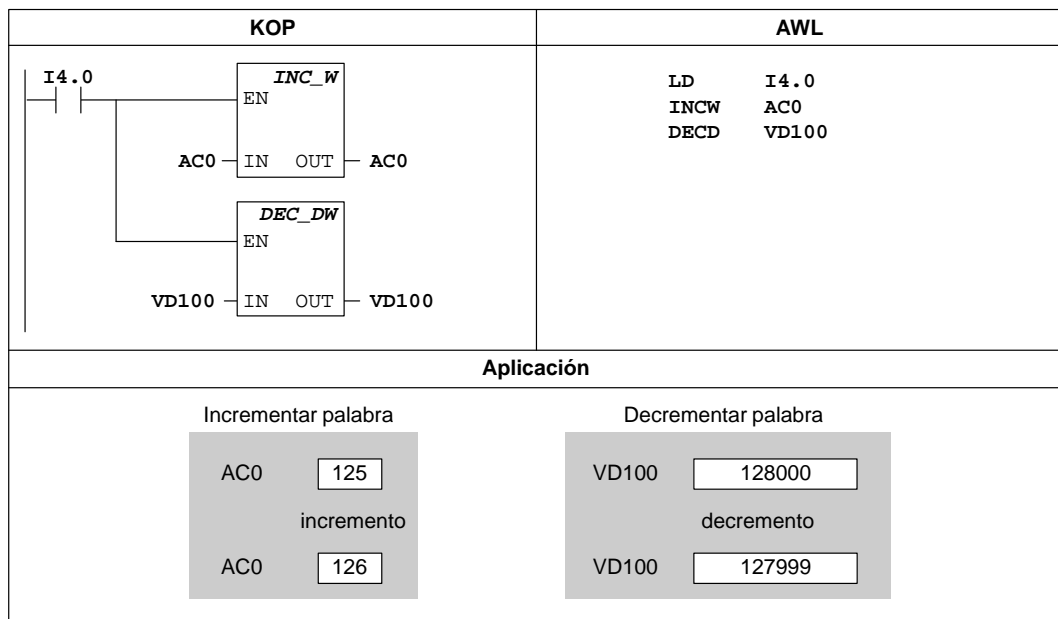 KOP
AWL
I4.0
INC_W
EN
AC0 IN OUT AC0
DEC_DW
EN
VD100 IN OUT VD100
LD I4.0
INCW AC0
DECD VD100
Aplicación
Incrementar palabra
AC0 125
incremento
AC0 126
Decrementar palabra
VD100 128000
decremento
VD100 127999